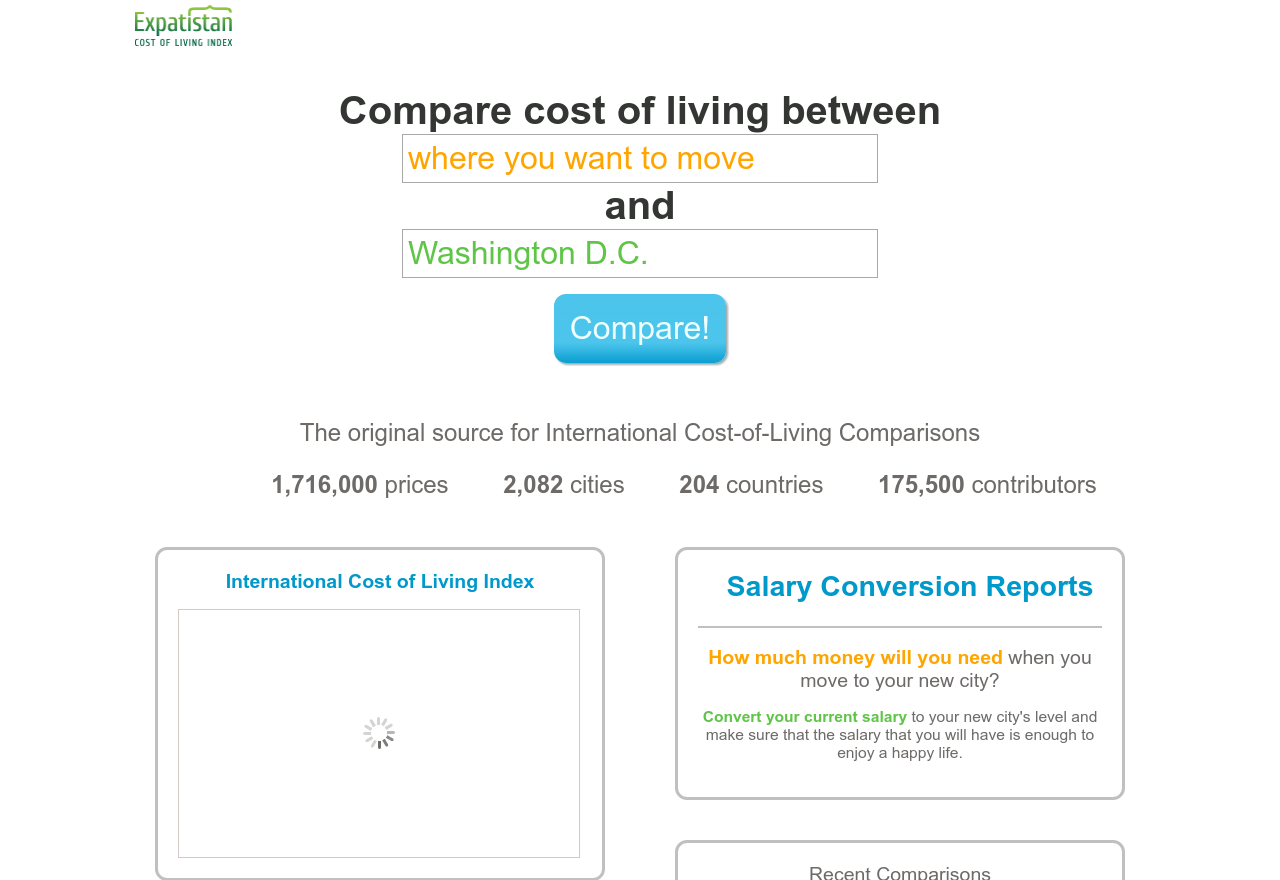 Expatistan
COST OF LIVING INDEX
Compare cost of living between
where you want to move
and
Washington D.C.
Compare!
The original source for International Cost-of-Living Comparisons
1,716,000 prices 2,082 cities 204 countries 175,500 contributors
International Cost of Living Index
Salary Conversion Reports
How much money will you need when you
move to your new city?
Convert your current salary to your new city's level and
make sure that the salary that you will have is enough to
enjoy a happy life.
Recent Comparisons